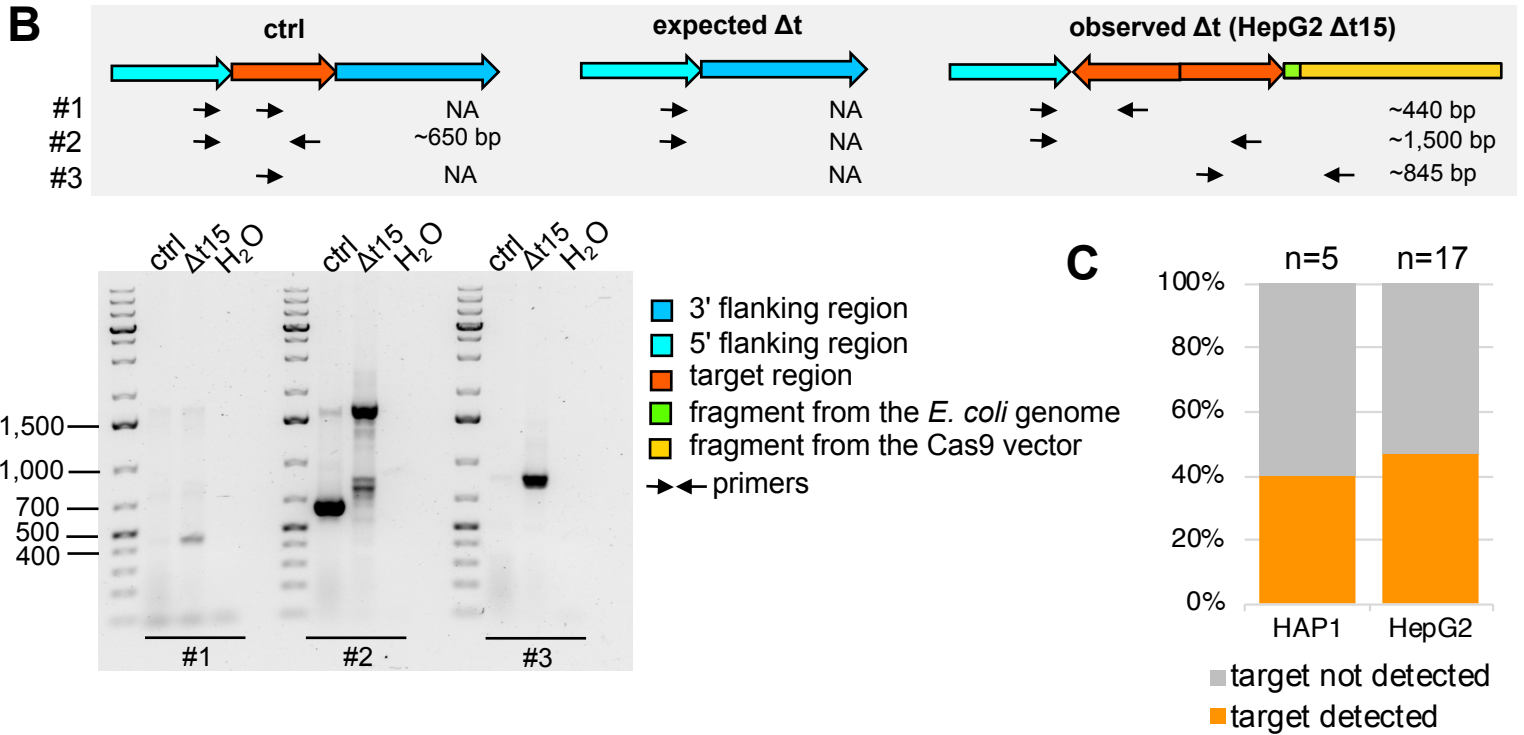 B
ctrl
expected Δt
observed Δt (HepG2 Δt15)
#1 NA NA ~440 bp
#2 ~650 bp NA ~1,500 bp
#3 NA NA ~845 bp
ctrl Δt15 H2O ctrl Δt15 H2O ctrl Δt15 H2O
1,500
1,000
700
500
400
#1 #2 #3
3' flanking region
5' flanking region
target region
fragment from the E. coli genome
fragment from the Cas9 vector
primers
C
n=5 n=17
100%
80%
60%
40%
20%
0%
HAP1 HepG2
target not detected
target detected